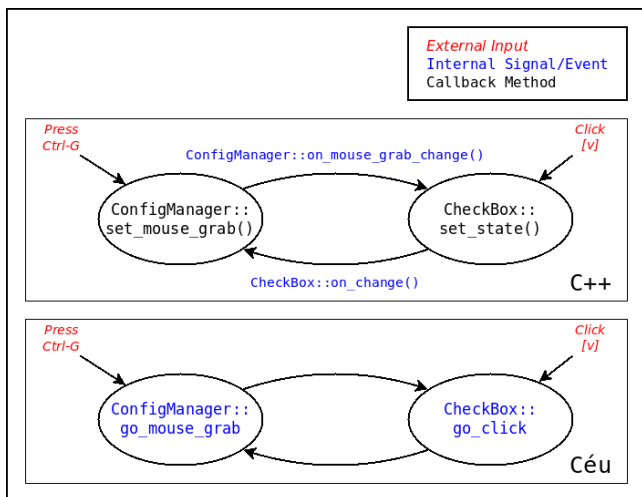 External Input
Internal Signal/Event
Callback Method
Press
Ctrl-G
Click
[v]
ConfigManager::on_mouse_grab_change()
ConfigManager::
set_mouse_grab()
CheckBox::
set_state()
CheckBox::on_change()
C++
Press
Ctrl-G
Click
[v]
ConfigManager::
go_mouse_grab
CheckBox::
go_click
Céu